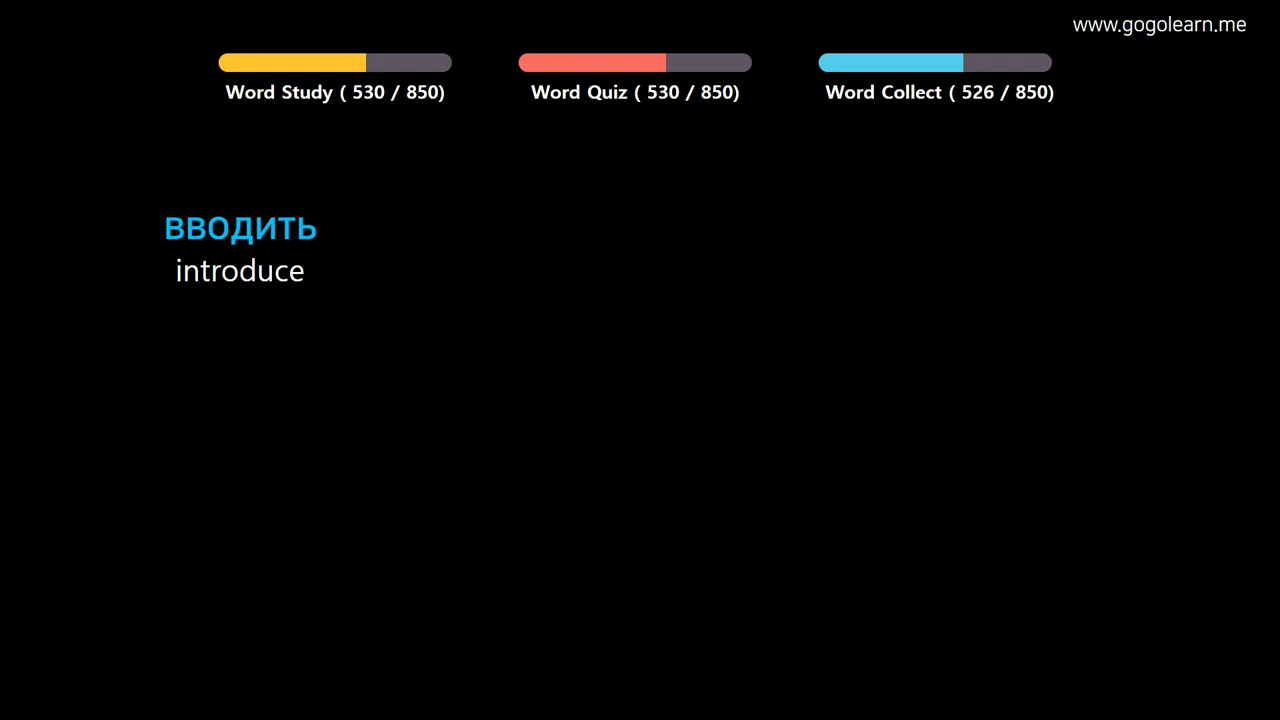 www.gogolearn.me
Word Study ( 530 / 850)
Word Quiz ( 530 / 850)
Word Collect ( 526 / 850)
вводить
introduce